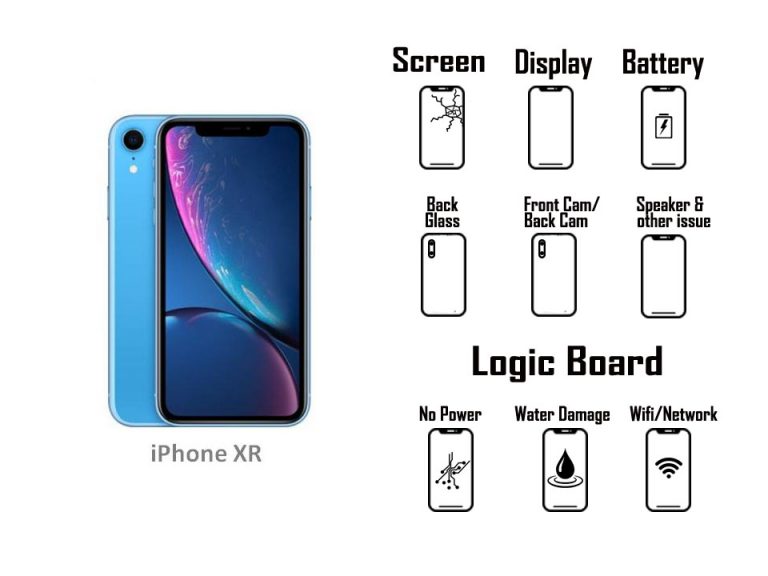 Screen
Display
Battery
Back
Glass
Front Cam/
Back Cam
Speaker &
other issue
Logic Board
No Power
Water Damage
Wifi/Network
iPhone XR